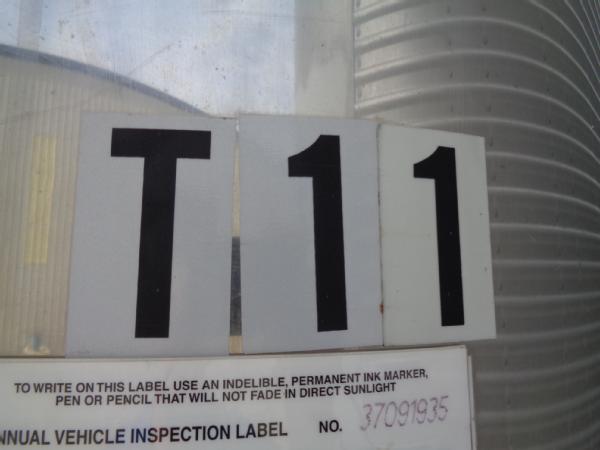 T11
TO WRITE ON THIS LABEL USE AN INDELIBLE, PERMANENT INK MARKER,
PEN OR PENCIL THAT WILL NOT FADE IN DIRECT SUNLIGHT
NNUAL VEHICLE INSPECTION LABEL NO. 37091935